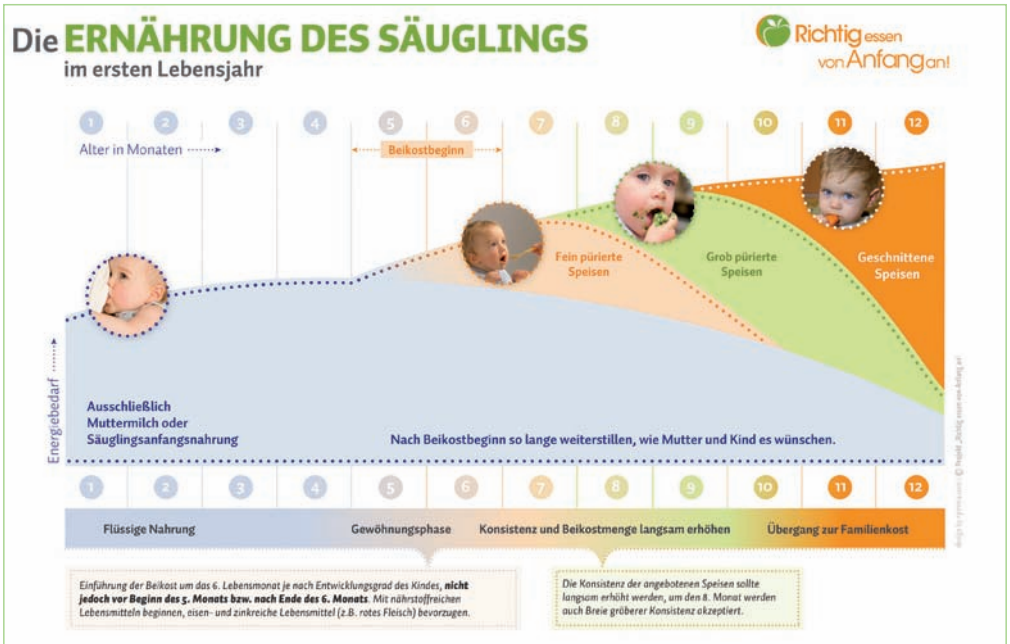 Die ERNÄHRUNG DES SÄUGLINGS
im ersten Lebensjahr
Richtig essen
von Anfang an!
1 2 3 4 5 6 7 8 9 10 11 12
Alter in Monaten
Beikostbeginn
Fein pürierte
Speisen
Grob pürierte
Speisen
Geschnittene
Speisen
Energiebedarf
Ausschließlich
Muttermilch oder
Säuglingsanfangsnahrung
Nach Beikostbeginn so lange weiterstillen, wie Mutter und Kind es wünschen.
1 2 3 4 5 6 7 8 9 10 11 12
Flüssige Nahrung Gewöhnungsphase Konsistenz und Beikostmenge langsam erhöhen Übergang zur Familienkost
Einführung der Beikost um das 6. Lebensmonat je nach Entwicklungsgrad des Kindes, nicht
jedoch vor Beginn des 5. Monats bzw. nach Ende des 6. Monats. Mit nährstoffreichen
Lebensmitteln beginnen, eisen- und zinkreiche Lebensmittel (z.B. rotes Fleisch) bevorzugen.
Die Konsistenz der angebotenen Speisen sollte
langsam erhöht werden, um den 8. Monat werden
auch Breie gröberer Konsistenz akzeptiert.
© Projekt „Richtig essen von Anfang an!